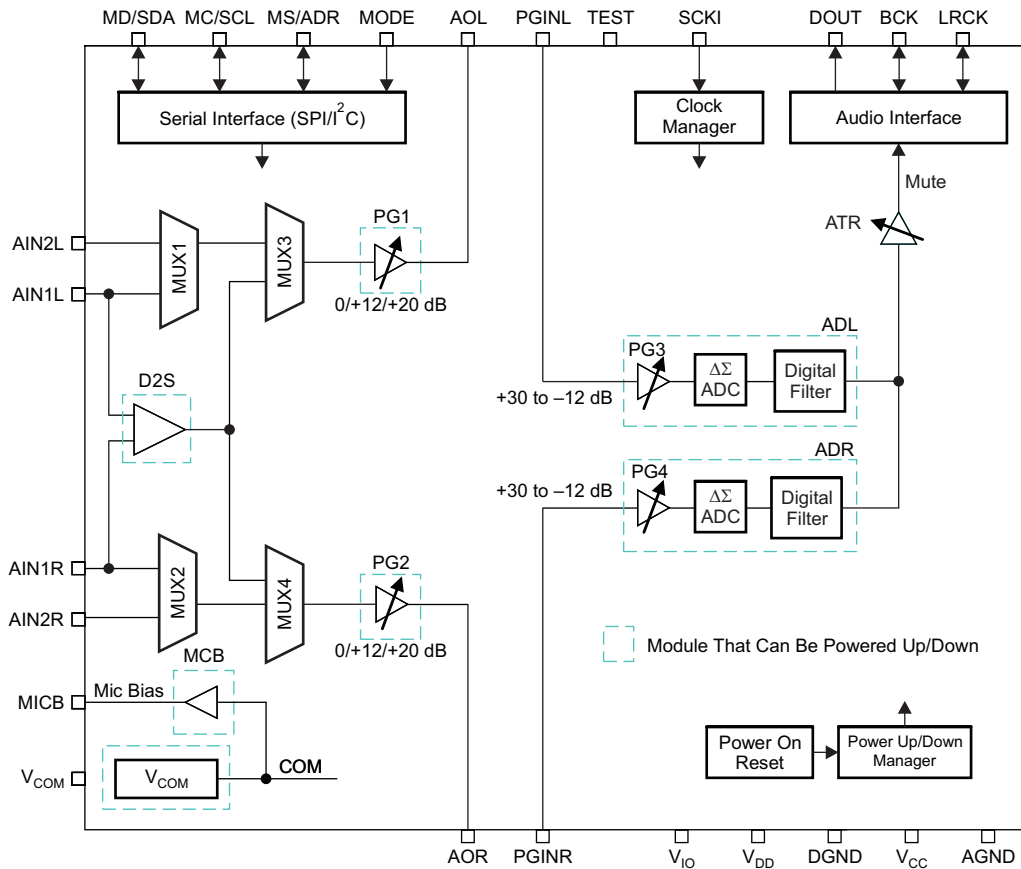 MD/SDA MC/SCL MS/ADR MODE AOL PGINL TEST SCKI DOUT BCK LRCK
Serial Interface (SPI/I²C)
Clock
Manager
Audio Interface
Mute
ATR
PG1
AIN2L
MUX1
MUX3
AIN1L
0/+12/+20 dB
ADL
PG3
ΔΣ
ADC
Digital
Filter
+30 to –12 dB
D2S
ADR
PG4
+30 to –12 dB
ΔΣ
ADC
Digital
Filter
AIN1R
MUX2
MUX4
PG2
AIN2R
0/+12/+20 dB
Module That Can Be Powered Up/Down
MCB
MICB
Mic Bias
Power On
Reset
Power Up/Down
Manager
VCOM
VCOM
COM
AOR PGINR VIO VDD DGND VCC AGND